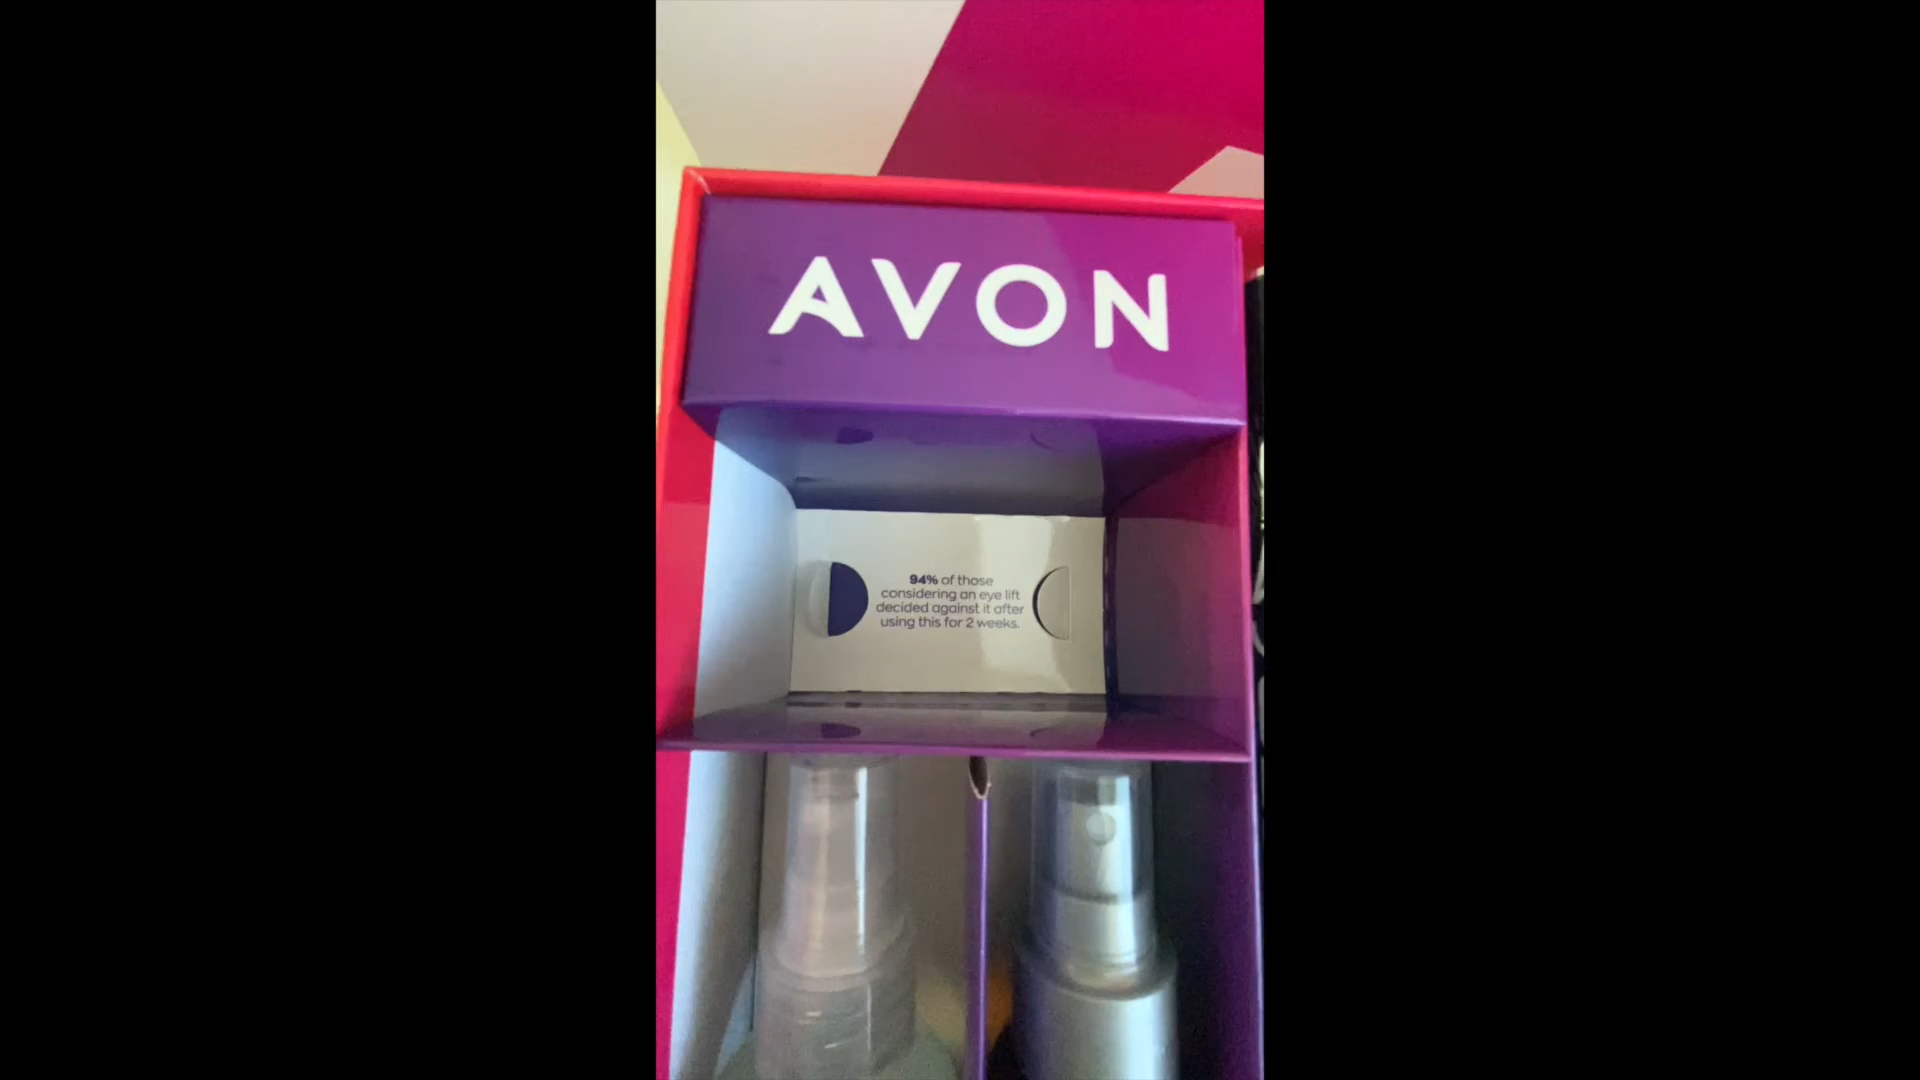 AVON
94% of those
considering an eye lift
decided against it after
using this for 2 weeks.